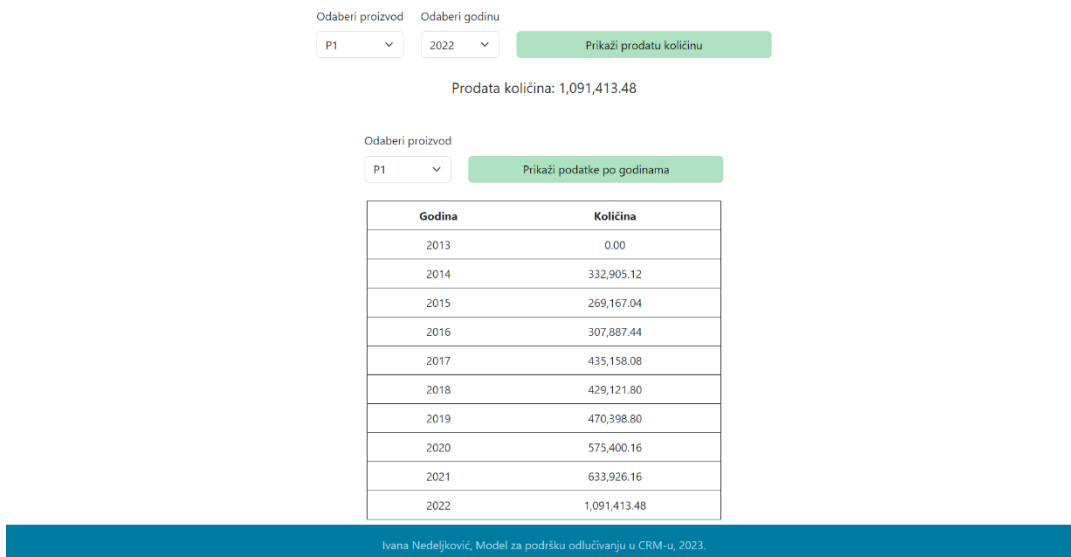 Odaberi proizvod Odaberi godinu
P1 2022 Prikaži prodatu količinu
Prodata količina: 1,091,413.48
Odaberi proizvod
P1 Prikaži podatke po godinama
Godina Količina
2013 0.00
2014 332,905.12
2015 269,167.04
2016 307,887.44
2017 435,158.08
2018 429,121.80
2019 470,398.80
2020 575,400.16
2021 633,926.16
2022 1,091,413.48
Ivana Nedeljković, Model za podršku odlučivanju u CRM-u, 2023.